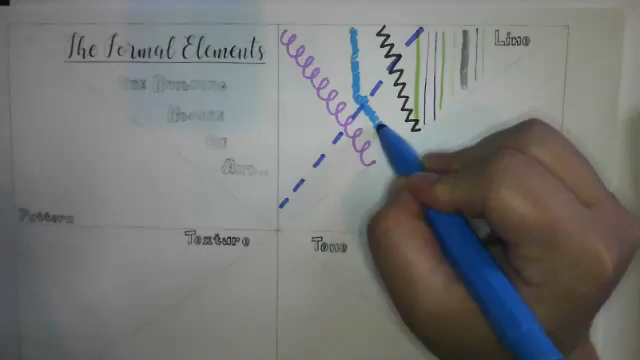 The Formal Elements
The Building
Blocks
of
Art...
Line
Pattern
Texture
Tone